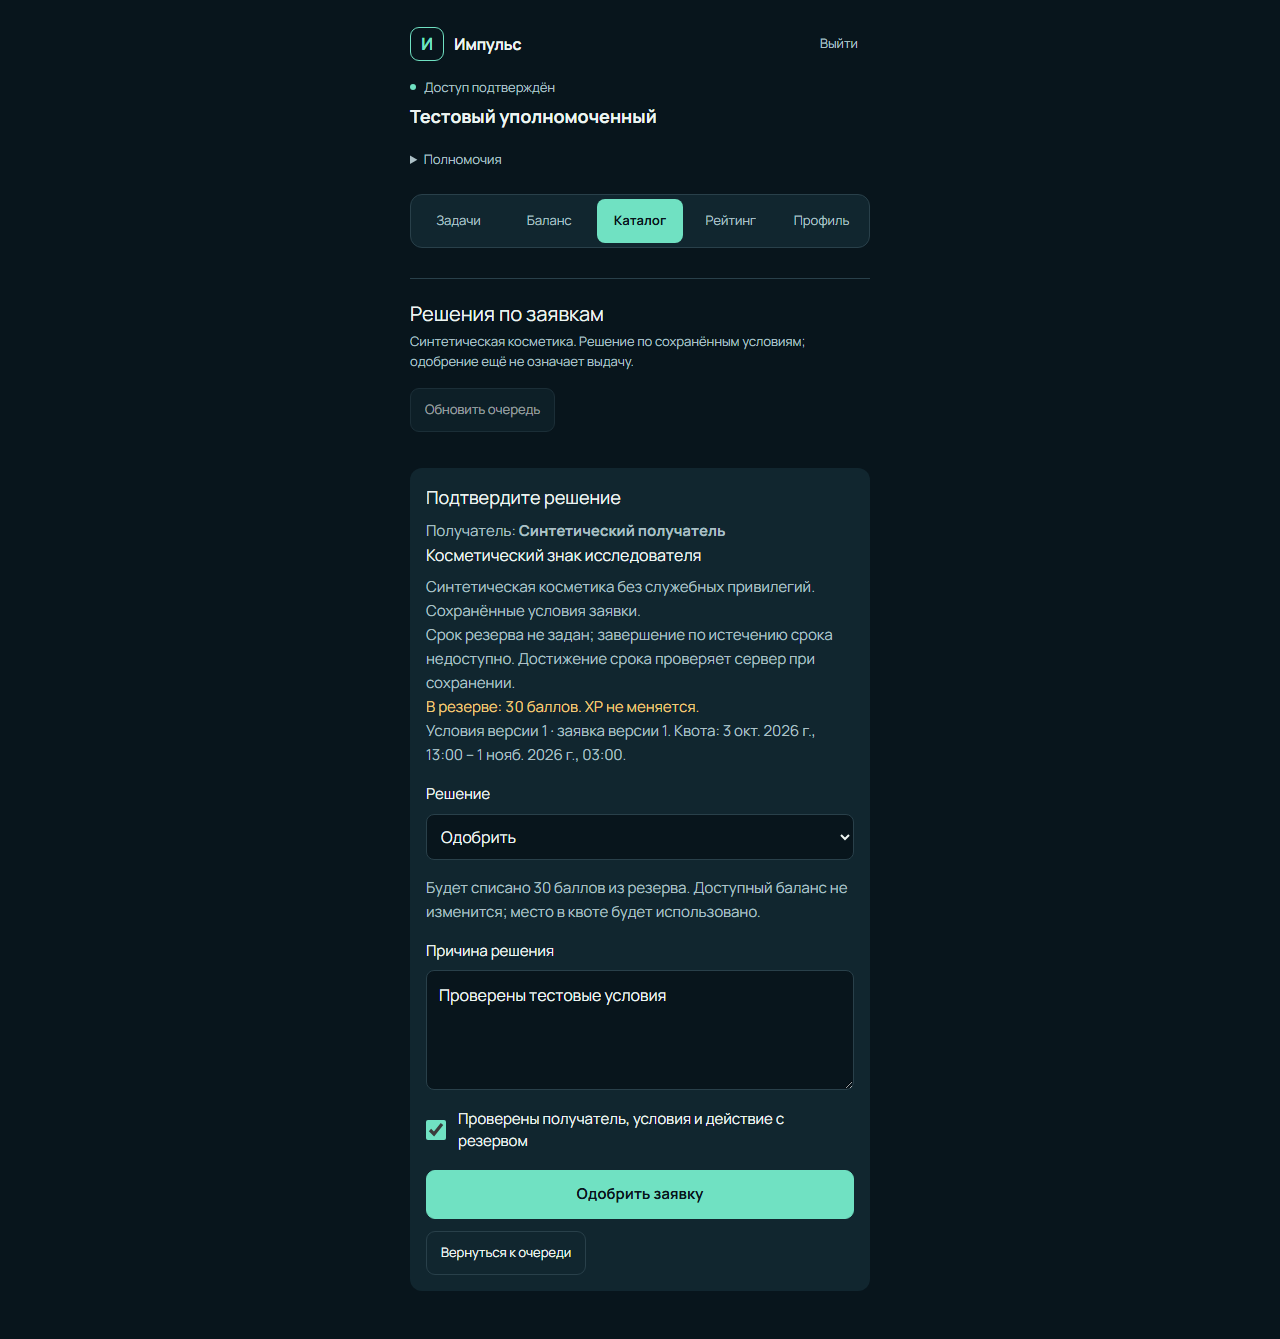 И Импульс
Выйти
Доступ подтверждён
Тестовый уполномоченный
Полномочия
Задачи Баланс Каталог Рейтинг Профиль
Решения по заявкам
Синтетическая косметика. Решение по сохранённым условиям;
одобрение ещё не означает выдачу.
Обновить очередь
Подтвердите решение
Получатель: Синтетический получатель
Косметический знак исследователя
Синтетическая косметика без служебных привилегий.
Сохранённые условия заявки.
Срок резерва не задан; завершение по истечению срока
недоступно. Достижение срока проверяет сервер при
сохранении.
В резерве: 30 баллов. XP не меняется.
Условия версии 1 · заявка версии 1. Квота: 3 окт. 2026 г.,
13:00 – 1 нояб. 2026 г., 03:00.
Решение
Одобрить
Будет списано 30 баллов из резерва. Доступный баланс не
изменится; место в квоте будет использовано.
Причина решения
Проверены тестовые условия
Проверены получатель, условия и действие с
резервом
Одобрить заявку
Вернуться к очереди